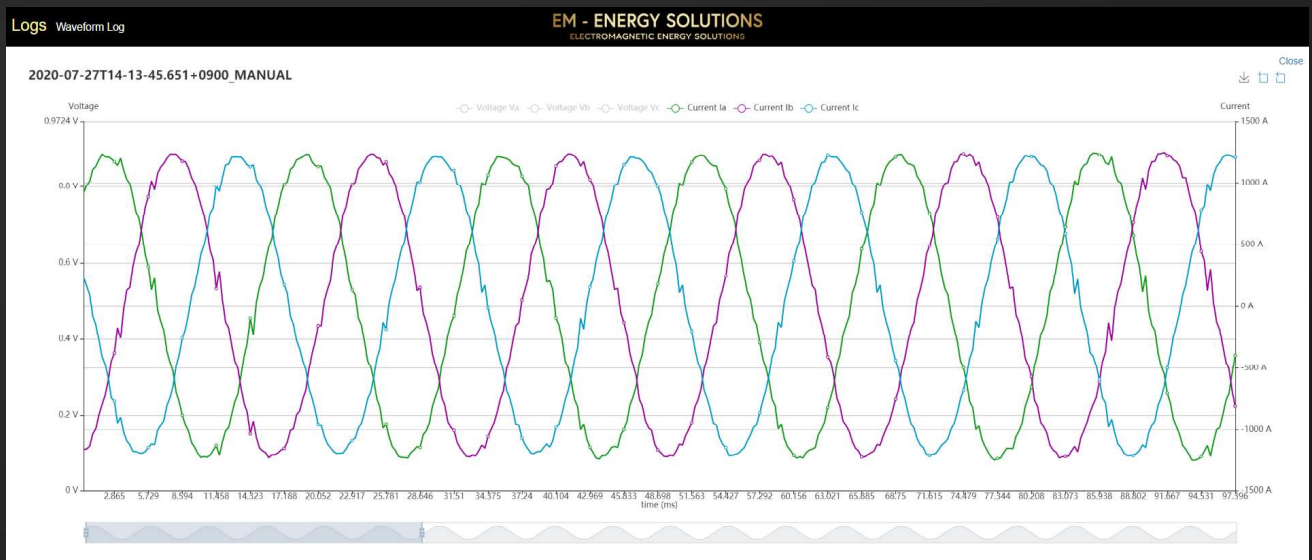 Logs Waveform Log
EM - ENERGY SOLUTIONS
ELECTROMAGNETIC ENERGY SOLUTIONS
Close
2020-07-27T14-13-45.651+0900_MANUAL
Voltage
Voltage Va Voltage Vb Voltage Vc Current Ia Current Ib Current Ic
Current
0.9724 V
1500 A
0.8 V
1000 A
500 A
0.6 V
0 A
0.4 V
-500 A
0.2 V
-1000 A
0 V
-1500 A
2.865 5.729 8.594 11.458 14.323 17.188 20.052 22.917 25.781 28.646 31.51 34.375 37.24 40.104 42.969 45.833 48.698 51.563 54.427 57.292 60.156 63.021 65.885 68.75 71.615 74.479 77.344 80.208 83.073 85.938 88.802 91.667 94.531 97.396
time (ms)